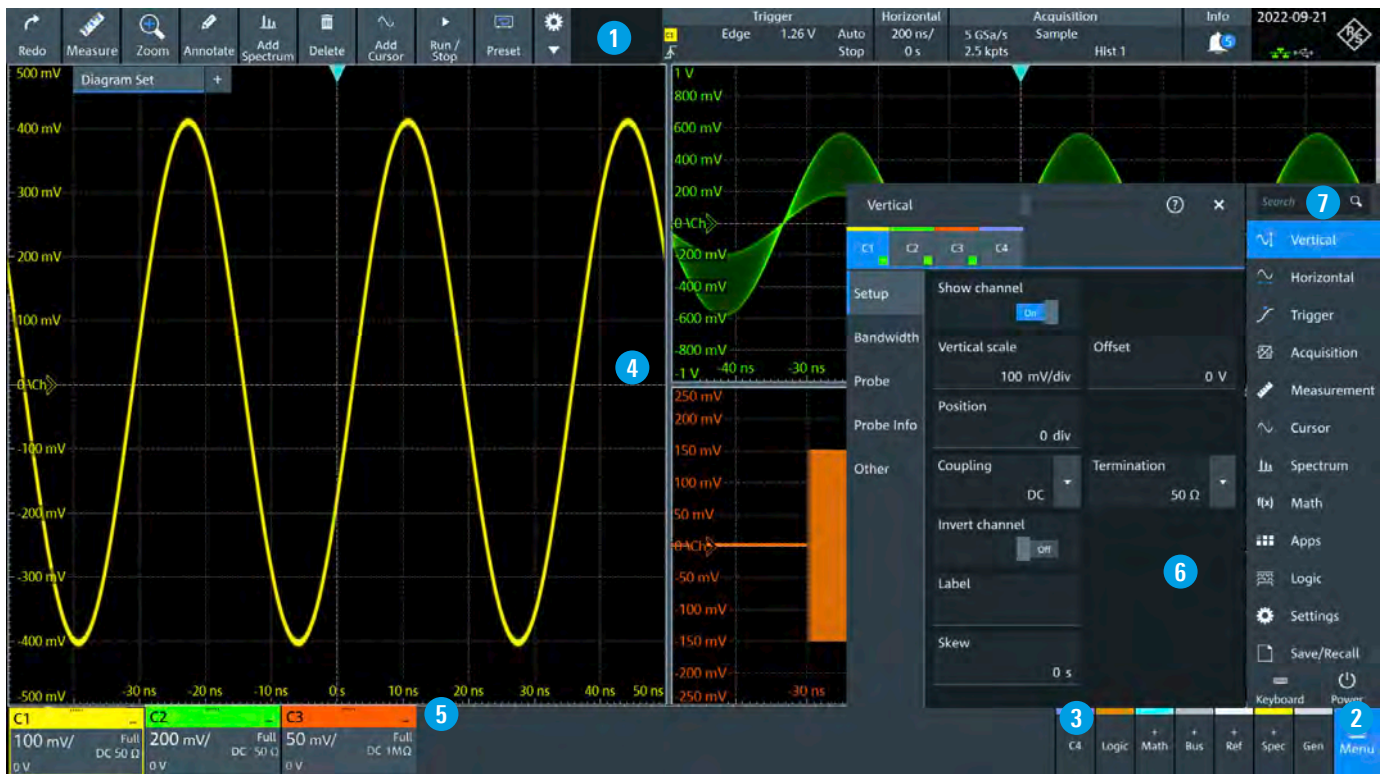 Redo
Measure
Zoom
Annotate
Add Spectrum
Delete
Add Cursor
Run / Stop
Preset
1
C1
Trigger
Edge 1.26 V Auto
Stop
Horizontal
200 ns/
0 s
Acquisition
5 GSa/s Sample
2.5 kpts Hist 1
Info
5
2022-09-21
R&S
Diagram Set +
500 mV
400 mV
300 mV
200 mV
100 mV
0 V Ch
-100 mV
-200 mV
-300 mV
-400 mV
-500 mV
-30 ns -20 ns -10 ns 0 s 10 ns 20 ns 30 ns 40 ns 50 ns
4
1 V
800 mV
600 mV
400 mV
200 mV
0 V Ch
-200 mV
-400 mV
-600 mV
-800 mV
-1 V -40 ns -30 ns
250 mV
200 mV
150 mV
100 mV
50 mV
0 V Ch
-50 mV
-100 mV
-150 mV
-200 mV
-250 mV -30 ns
Vertical ? ×
C1 C2 C3 C4
Setup
Bandwidth
Probe
Probe Info
Other
Show channel
On
Vertical scale
100 mV/div
Offset
0 V
Position
0 div
Coupling
DC
Termination
50 Ω
Invert channel
Off
Label
Skew
0 s
6
Search
7
Vertical
Horizontal
Trigger
Acquisition
Measurement
Cursor
Spectrum
f(x) Math
Apps
Logic
Settings
Save/Recall
Keyboard Power
C1
100 mV/ Full
DC 50 Ω
0 V
C2
200 mV/ Full
DC 50 Ω
0 V
C3
50 mV/ Full
DC 1MΩ
0 V
5
3
2
C4
Logic
+ Math
+ Bus
+ Ref
+ Spec
Gen
Menu